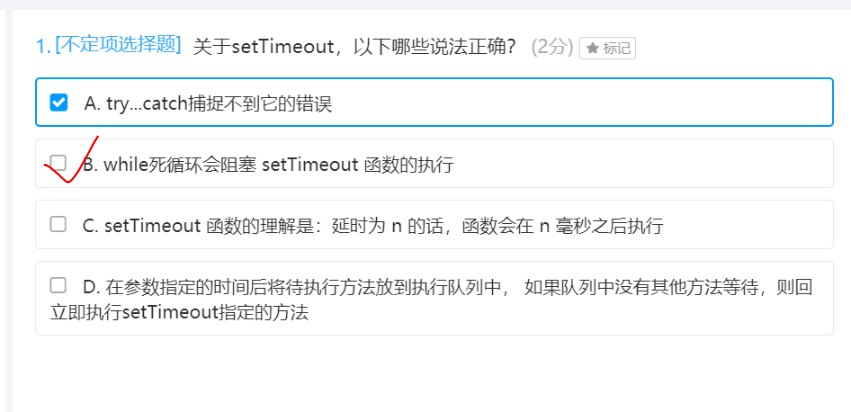 1. [不定项选择题] 关于setTimeout，以下哪些说法正确？ (2分) ★ 标记
A. try...catch捕捉不到它的错误
B. while死循环会阻塞 setTimeout 函数的执行
C. setTimeout 函数的理解是：延时为 n 的话，函数会在 n 毫秒之后执行
D. 在参数指定的时间后将待执行方法放到执行队列中， 如果队列中没有其他方法等待，则回
立即执行setTimeout指定的方法